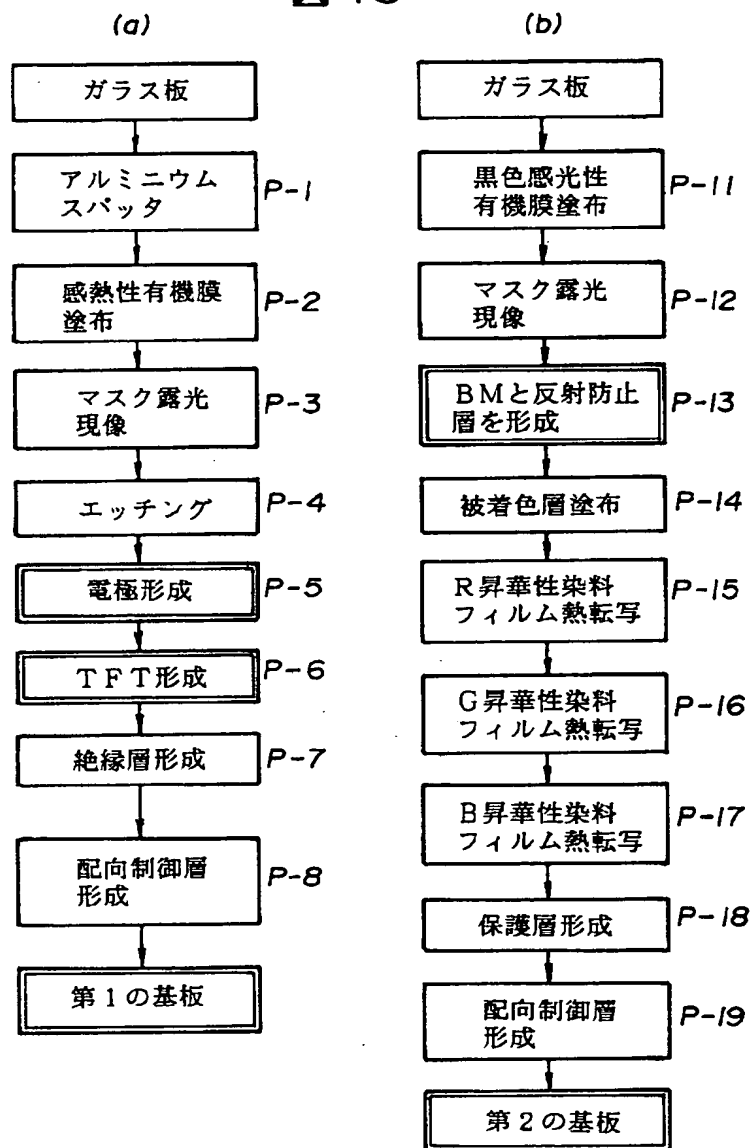 (a)
ガラス板
アルミニウム
スパッタ
P-1
感熱性有機膜
塗布
P-2
マスク露光
現像
P-3
エッチング
P-4
電極形成
P-5
TFT形成
P-6
絶縁層形成
P-7
配向制御層
形成
P-8
第1の基板
(b)
ガラス板
黒色感光性
有機膜塗布
P-11
マスク露光
現像
P-12
BMと反射防止
層を形成
P-13
被着色層塗布
P-14
R昇華性染料
フィルム熱転写
P-15
G昇華性染料
フィルム熱転写
P-16
B昇華性染料
フィルム熱転写
P-17
保護層形成
P-18
配向制御層
形成
P-19
第2の基板